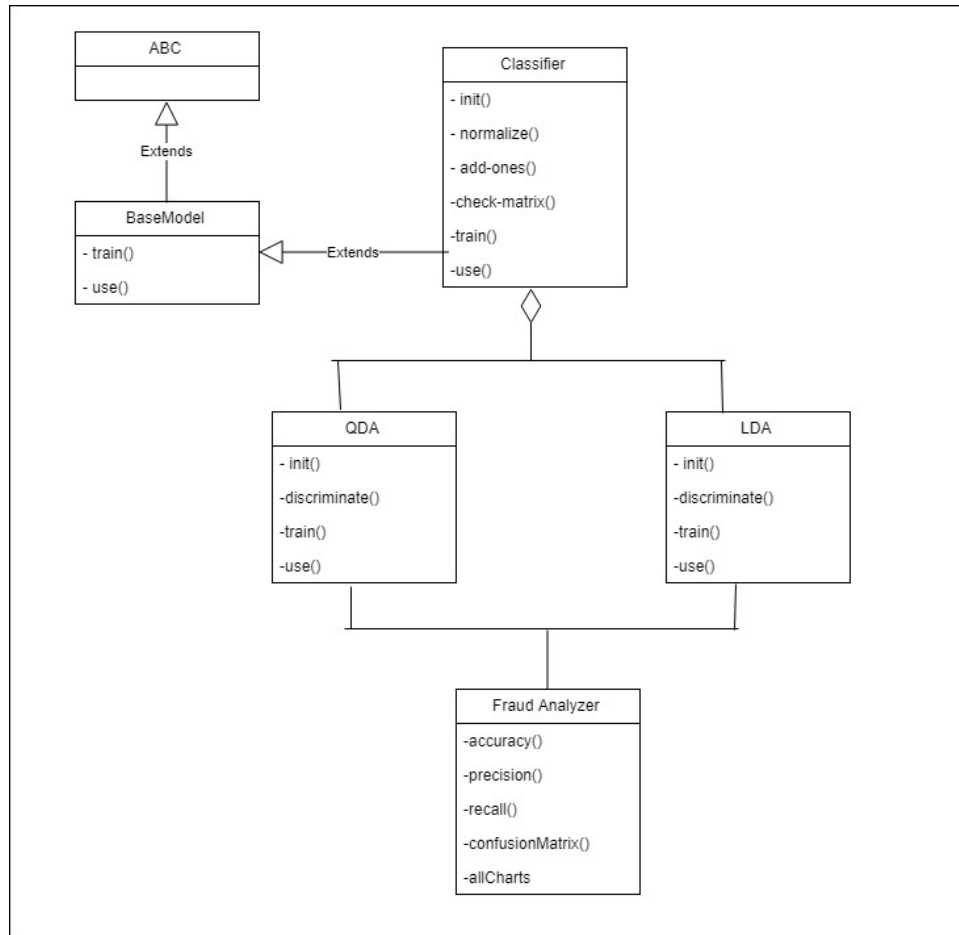 ABC
Extends
BaseModel
- train()
- use()
Extends
Classifier
- init()
- normalize()
- add-ones()
-check-matrix()
-train()
-use()
QDA
- init()
-discriminate()
-train()
-use()
LDA
- init()
-discriminate()
-train()
-use()
Fraud Analyzer
-accuracy()
-precision()
-recall()
-confusionMatrix()
-allCharts